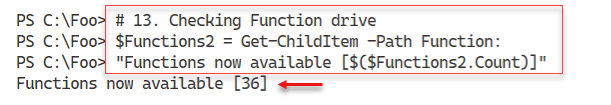 PS C:\Foo> # 13. Checking Function drive
PS C:\Foo> $Functions2 = Get-ChildItem -Path Function:
PS C:\Foo> "Functions now available [$($Functions2.Count)]"
Functions now available [36]